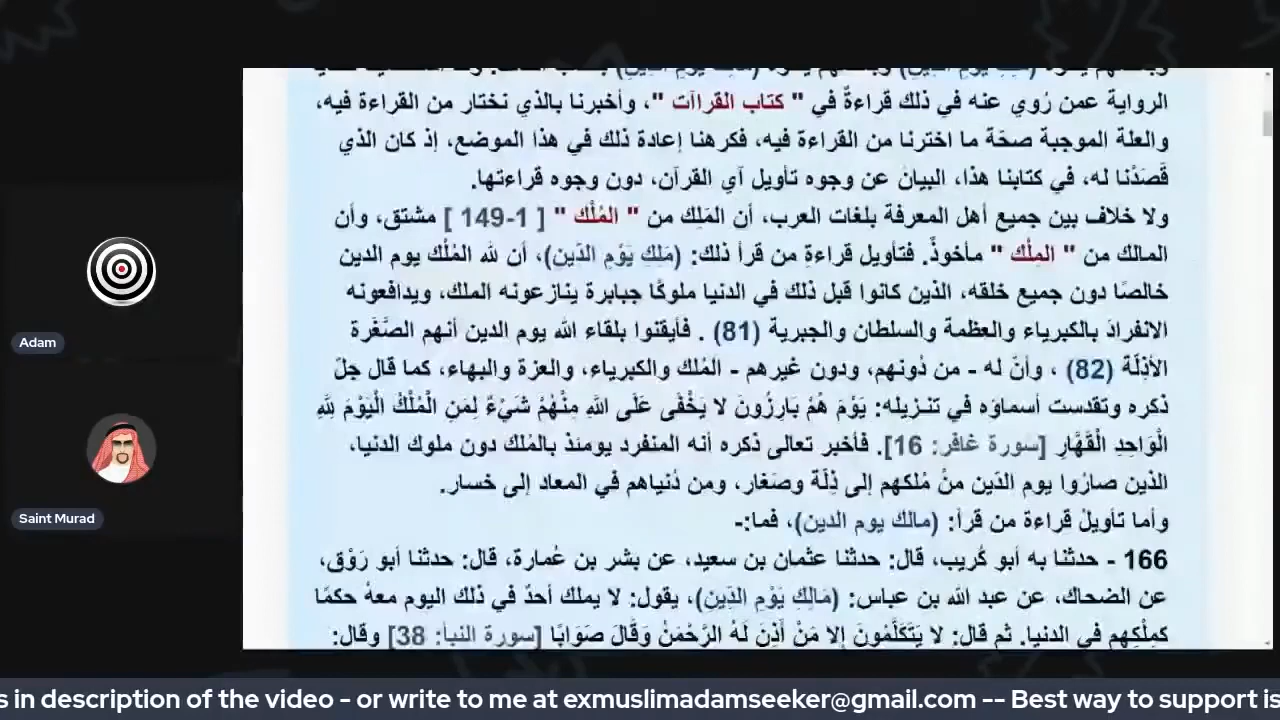 الرواية عمن رُوي عنه في ذلك قراءةٌ في " كتاب القراآت "، وأخبرنا بالذي نختار من القراءة فيه،
والعلة الموجبة صحّة ما اخترنا من القراءة فيه، فكرهنا إعادة ذلك في هذا الموضع، إذ كان الذي
قَصَدْنا له، في كتابنا هذا، البيانَ عن وجوه تأويل آي القرآن، دون وجوه قراءتها.
ولا خلاف بين جميع أهل المعرفة بلغات العرب، أن المَلِك من " المُلْك " [ 1-149 ] مشتق، وأن
المالك من " المِلْك " مأخوذٌ. فتأويل قراءةِ من قرأ ذلك: (مَلِكِ يَوْمِ الدِّينِ)، أن لله المُلْك يوم الدين
خالصًا دون جميع خلقه، الذين كانوا قبل ذلك في الدنيا ملوكًا جبابرة ينازعونه الملك، ويدافعونه
الانفرادَ بالكبرياء والعظمة والسلطان والجبرية (81) . فأيقنوا بلقاء الله يوم الدين أنهم الصَّغَرة
الأذِلّة (82) ، وأنّ له - من دُونهم، ودون غيرهم - المُلك والكبرياء، والعزة والبهاء، كما قال جلّ
ذكره وتقدست أسماؤه في تنزيله: يَوْمَ هُمْ بَارِزُونَ لا يَخْفَى عَلَى اللَّهِ مِنْهُمْ شَيْءٌ لِمَنِ الْمُلْكُ الْيَوْمَ لِلَّهِ
الْوَاحِدِ الْقَهَّارِ [سورة غافر: 16]. فأخبر تعالى ذكره أنه المنفرد يومئذ بالمُلك دون ملوك الدنيا،
الذين صارُوا يوم الدّين منْ مُلكهم إلى ذِلّة وصَغار، ومن دُنياهم في المعاد إلى خسار.
وأما تأويلُ قراءة من قرأ: (مالك يوم الدين)، فما:-
166 - حدثنا به أبو كُريب، قال: حدثنا عثمان بن سعيد، عن بشر بن عُمارة، قال: حدثنا أبو رَوْق،
عن الضحاك، عن عبد الله بن عباس: (مَالِكِ يَوْمِ الدِّينِ)، يقول: لا يملك أحدٌ في ذلك اليوم معهُ حكمًا
كمِلْكِهم في الدنيا. ثم قال: لا يَتَكَلَّمُونَ إِلا مَنْ أَذِنَ لَهُ الرَّحْمَنُ وَقَالَ صَوَابًا [سورة النبأ: 38] وقال:
Adam
Saint Murad
s in description of the video - or write to me at exmuslimadamseeker@gmail.com -- Best way to support is